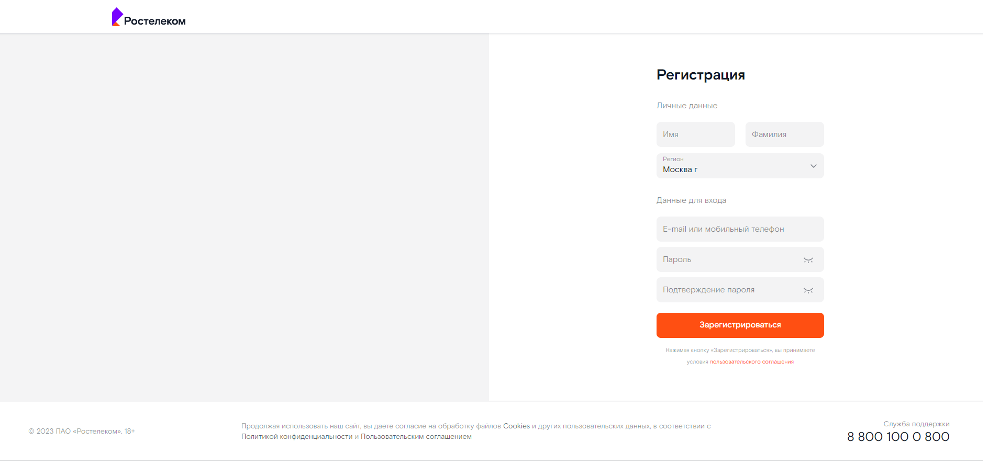 Ростелеком
Регистрация
Личные данные
Имя
Фамилия
Регион
Москва г
Данные для входа
E-mail или мобильный телефон
Пароль
Подтверждение пароля
Зарегистрироваться
Нажимая кнопку «Зарегистрироваться», вы принимаете
условия пользовательского соглашения
© 2023 ПАО «Ростелеком». 18+
Продолжая использовать наш сайт, вы даете согласие на обработку файлов Cookies и других пользовательских данных, в соответствии с
Политикой конфиденциальности и Пользовательским соглашением
Служба поддержки
8 800 100 0 800